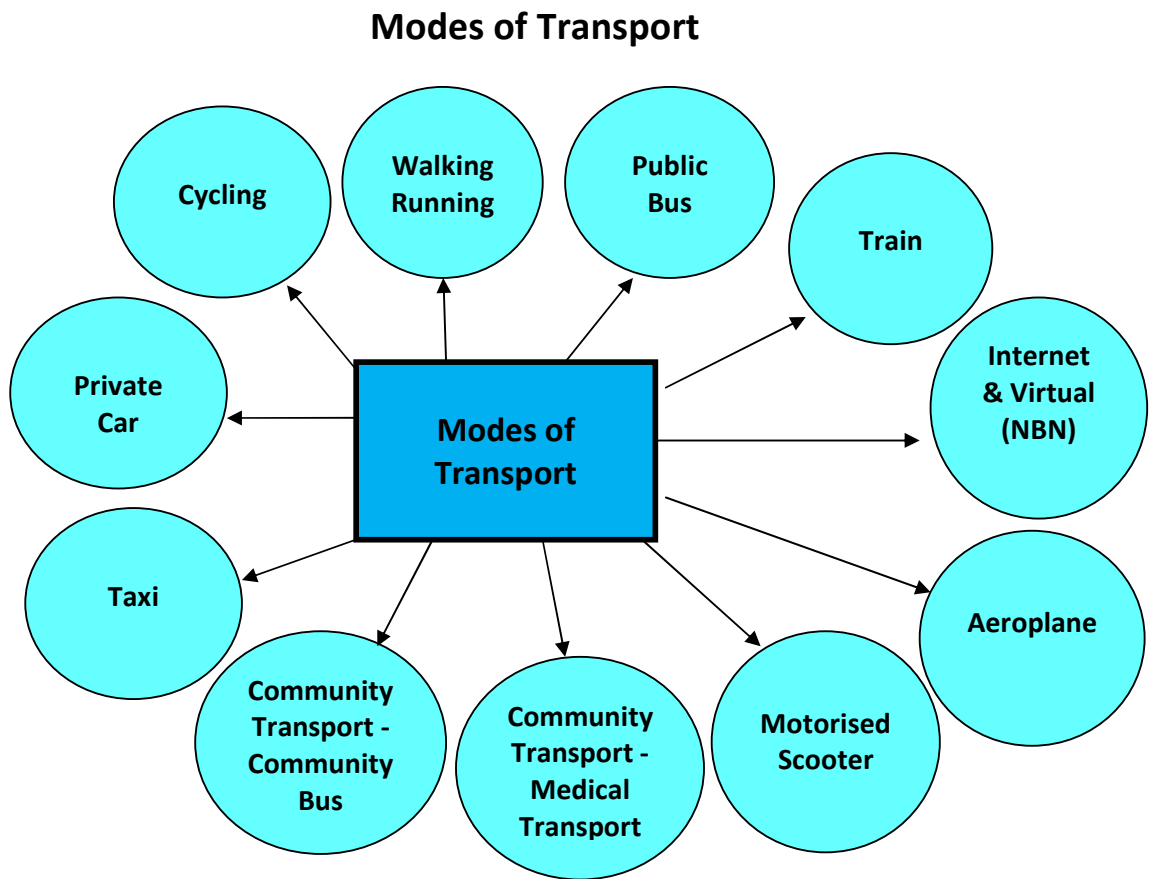 Modes of Transport
Cycling
Walking
Running
Public
Bus
Train
Internet
& Virtual
(NBN)
Private
Car
Modes of
Transport
Taxi
Aeroplane
Community
Transport -
Community
Bus
Community
Transport -
Medical
Transport
Motorised
Scooter